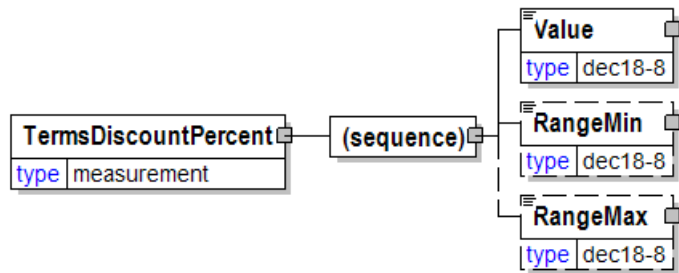 Value
type dec18-8
TermsDiscountPercent
type measurement
(sequence)
RangeMin
type dec18-8
RangeMax
type dec18-8